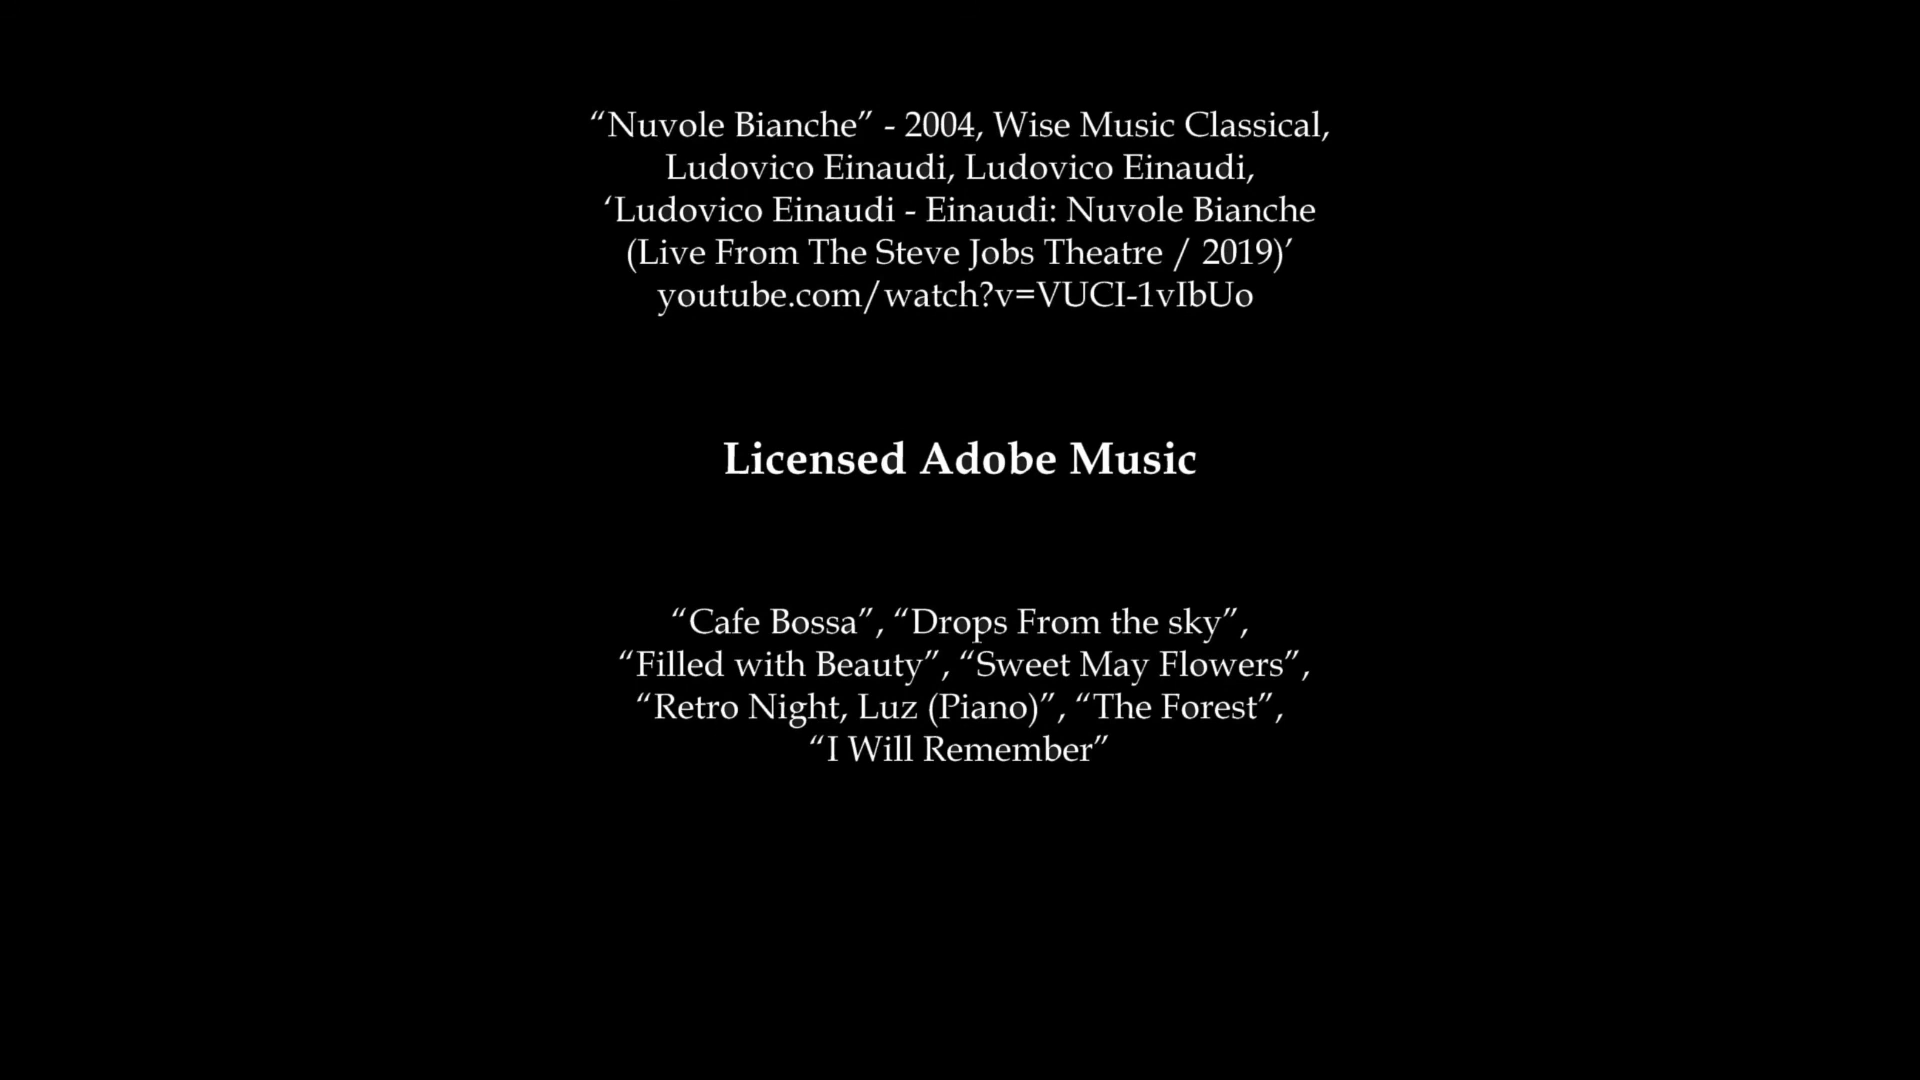 “Nuvole Bianche” - 2004, Wise Music Classical,
Ludovico Einaudi, Ludovico Einaudi,
‘Ludovico Einaudi - Einaudi: Nuvole Bianche
(Live From The Steve Jobs Theatre / 2019)’
youtube.com/watch?v=VUCI-1vIbUo
Licensed Adobe Music
“Cafe Bossa”, “Drops From the sky”,
“Filled with Beauty”, “Sweet May Flowers”,
“Retro Night, Luz (Piano)”, “The Forest”,
“I Will Remember”